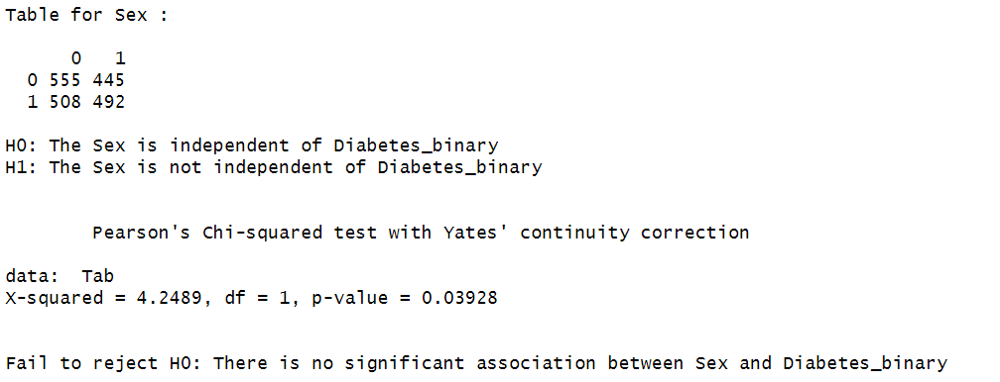 Table for Sex :
0 1
0 555 445
1 508 492
H0: The Sex is independent of Diabetes_binary
H1: The Sex is not independent of Diabetes_binary
Pearson's Chi-squared test with Yates' continuity correction
data: Tab
X-squared = 4.2489, df = 1, p-value = 0.03928
Fail to reject H0: There is no significant association between Sex and Diabetes_binary